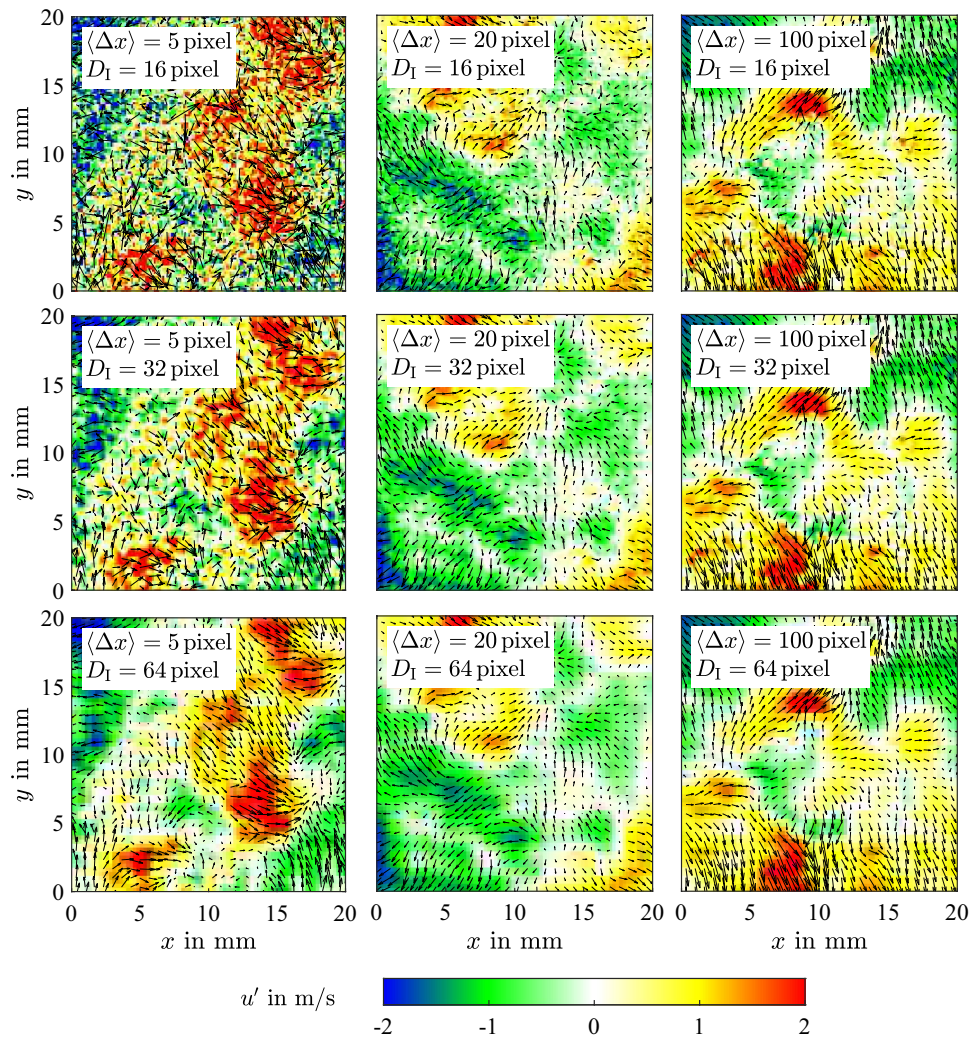 20
15
10
5
0
y in mm
⟨Δx⟩ = 5 pixel
D_I = 16 pixel
⟨Δx⟩ = 20 pixel
D_I = 16 pixel
⟨Δx⟩ = 100 pixel
D_I = 16 pixel
20
15
10
5
0
y in mm
⟨Δx⟩ = 5 pixel
D_I = 32 pixel
⟨Δx⟩ = 20 pixel
D_I = 32 pixel
⟨Δx⟩ = 100 pixel
D_I = 32 pixel
20
15
10
5
0
y in mm
⟨Δx⟩ = 5 pixel
D_I = 64 pixel
⟨Δx⟩ = 20 pixel
D_I = 64 pixel
⟨Δx⟩ = 100 pixel
D_I = 64 pixel
0 5 10 15 20
0 5 10 15 20
0 5 10 15 20
x in mm
x in mm
x in mm
u′ in m/s
-2 -1 0 1 2